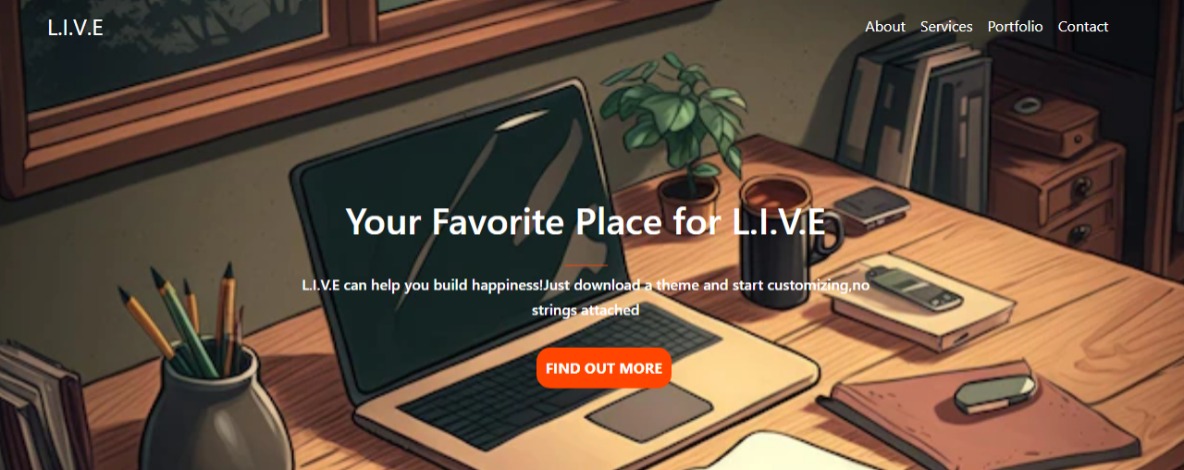 L.I.V.E
About Services Portfolio Contact
Your Favorite Place for L.I.V.E
L.I.V.E can help you build happiness!Just download a theme and start customizing,no
strings attached
FIND OUT MORE